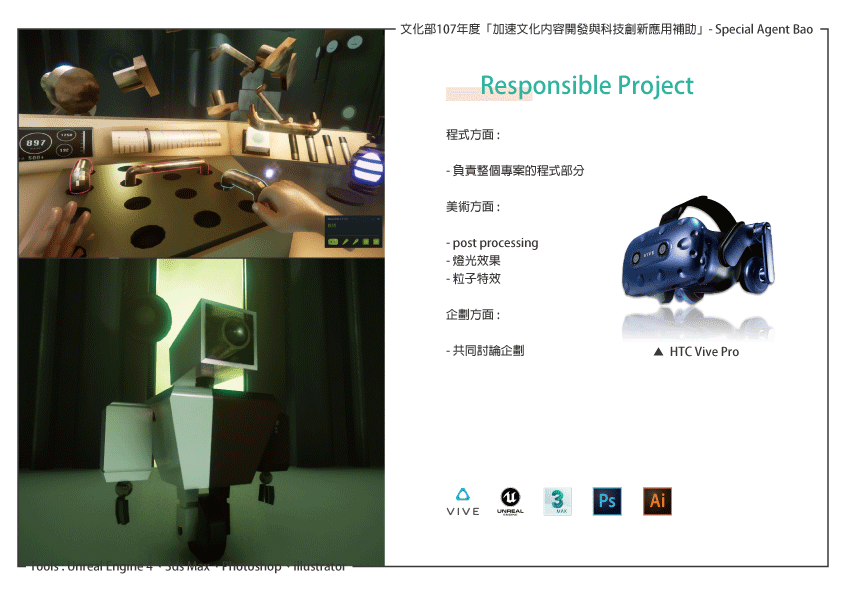 文化部107年度「加速文化內容開發與科技創新應用補助」- Special Agent Bao
Responsible Project
程式方面 :
- 負責整個專案的程式部分
美術方面 :
- post processing
- 燈光效果
- 粒子特效
企劃方面 :
- 共同討論企劃
▲ HTC Vive Pro
897
1250
192
VIVE
VIVE
UNREAL
3
MAX
Ps
Ai
Tools : Unreal Engine 4、3ds Max、Photoshop、Illustrator